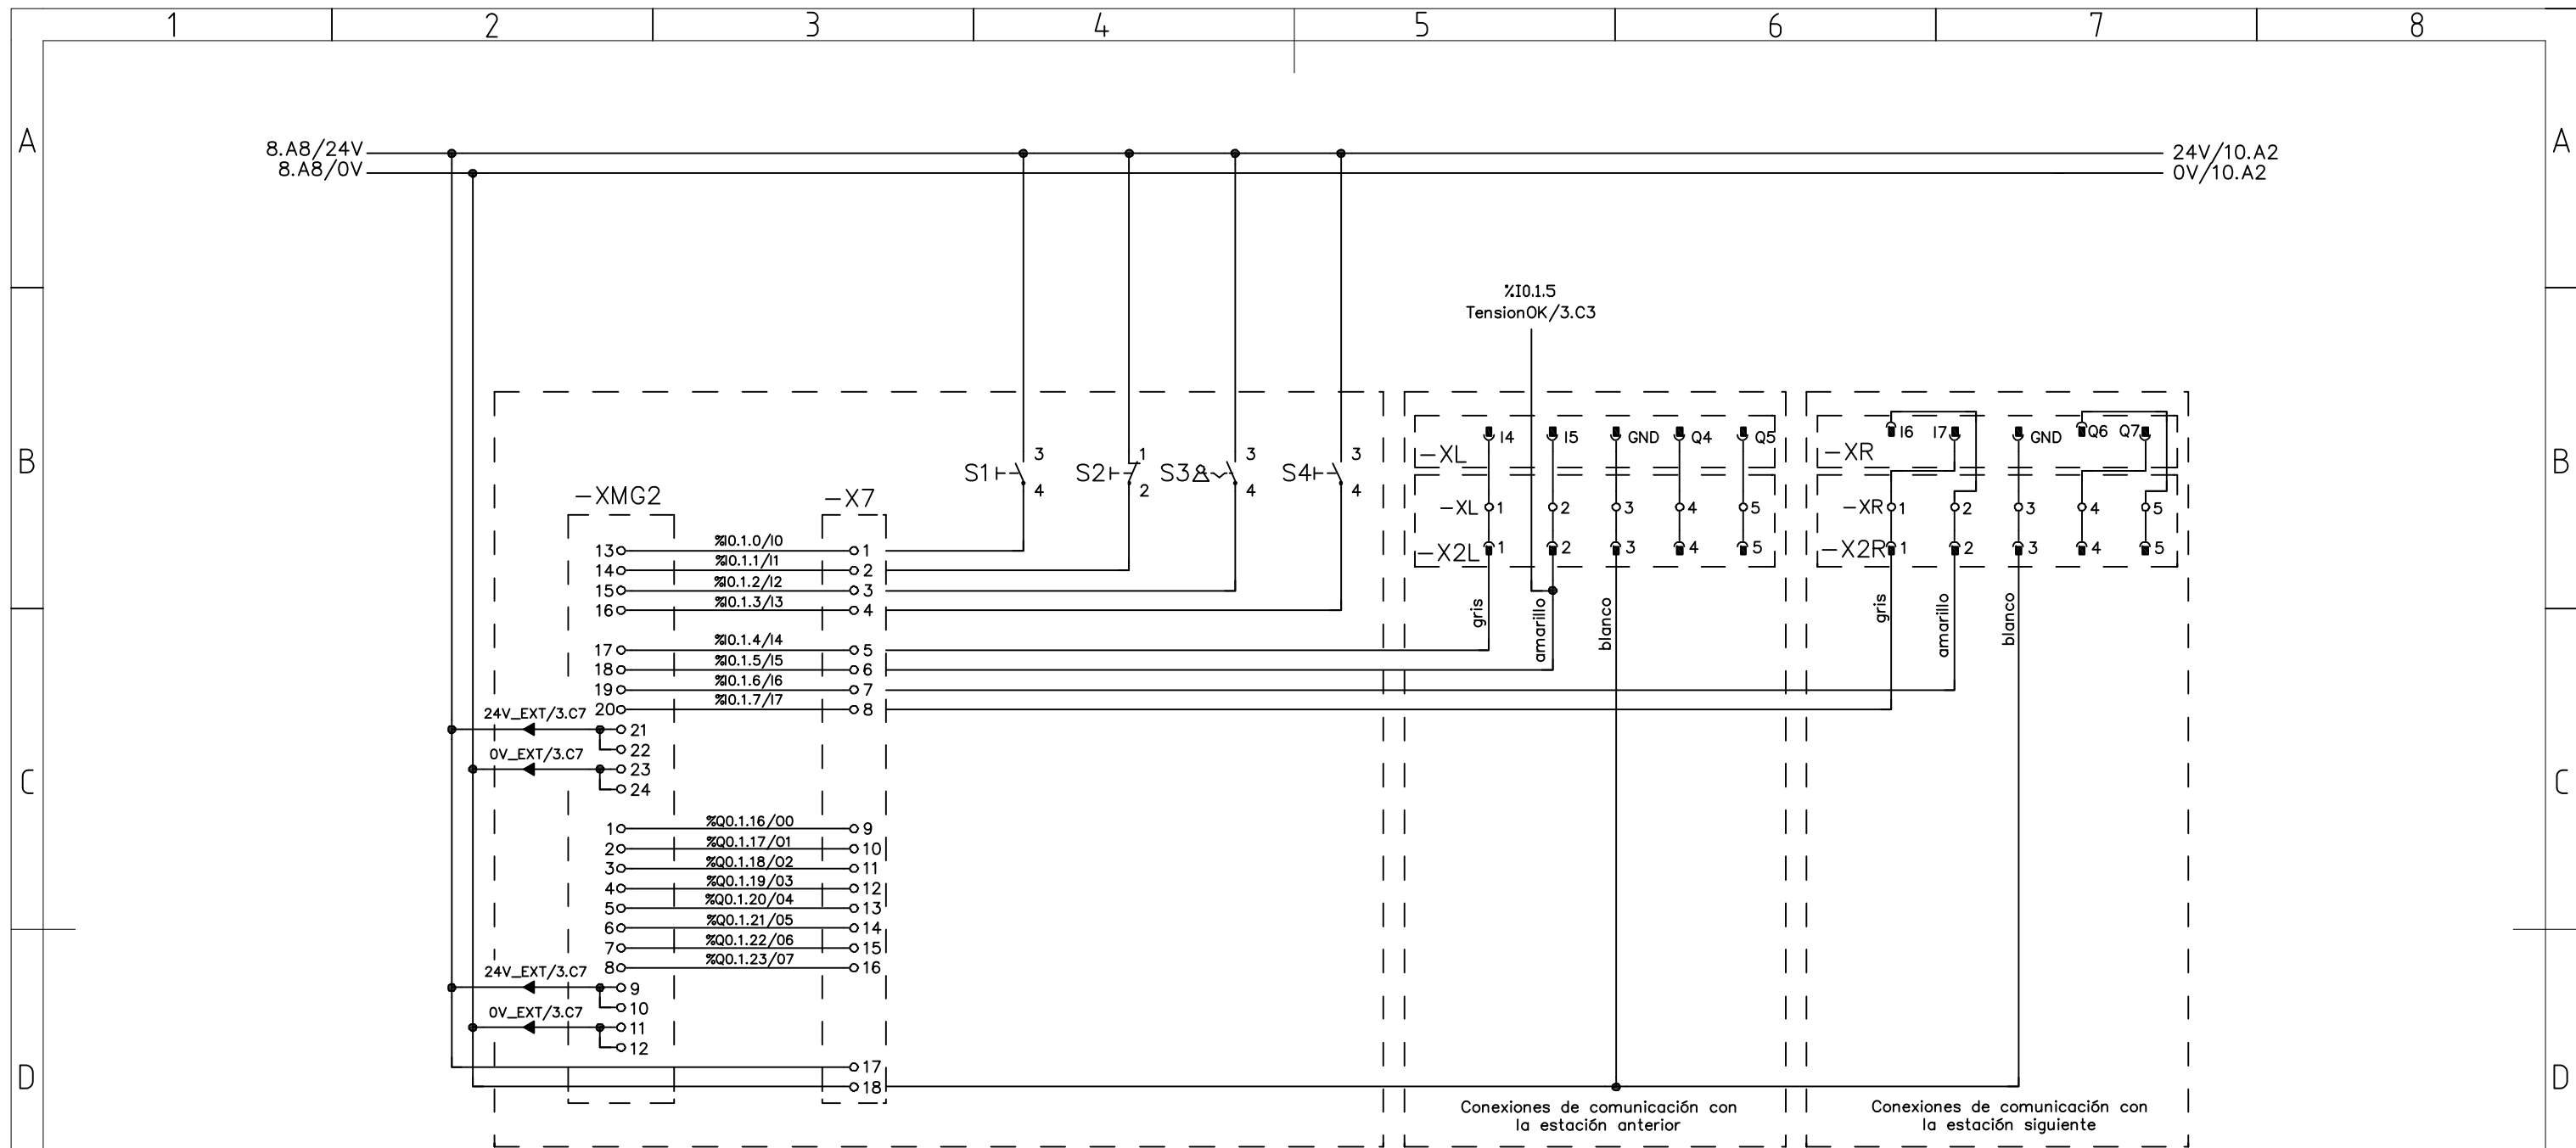 1 2 3 4 5 6 7 8
A A
8.A8/24V 24V/10.A2
8.A8/0V 0V/10.A2
%I0.1.5
TensionOK/3.C3
B B
I4 I5 GND Q4 Q5
I6 I7 GND Q6 Q7
-XL -XR
S1 3 4
S2 1 2
S3 3 4
S4 3 4
-XMG2 -X7
-XL 1 2 3 4 5
-XR 1 2 3 4 5
-X2L 1 2 3 4 5
-X2R 1 2 3 4 5
13 %I0.1.0/I0 1
14 %I0.1.1/I1 2
15 %I0.1.2/I2 3
16 %I0.1.3/I3 4
gris amarillo blanco
gris amarillo blanco
17 %I0.1.4/I4 5
18 %I0.1.5/I5 6
19 %I0.1.6/I6 7
20 %I0.1.7/I7 8
24V_EXT/3.C7 21
22
0V_EXT/3.C7 23
24
C C
1 %Q0.1.16/O0 9
2 %Q0.1.17/O1 10
3 %Q0.1.18/O2 11
4 %Q0.1.19/O3 12
5 %Q0.1.20/O4 13
6 %Q0.1.21/O5 14
7 %Q0.1.22/O6 15
8 %Q0.1.23/O7 16
24V_EXT/3.C7 9
10
0V_EXT/3.C7 11
12
17
18
D D
Conexiones de comunicación con
la estación anterior
Conexiones de comunicación con
la estación siguiente